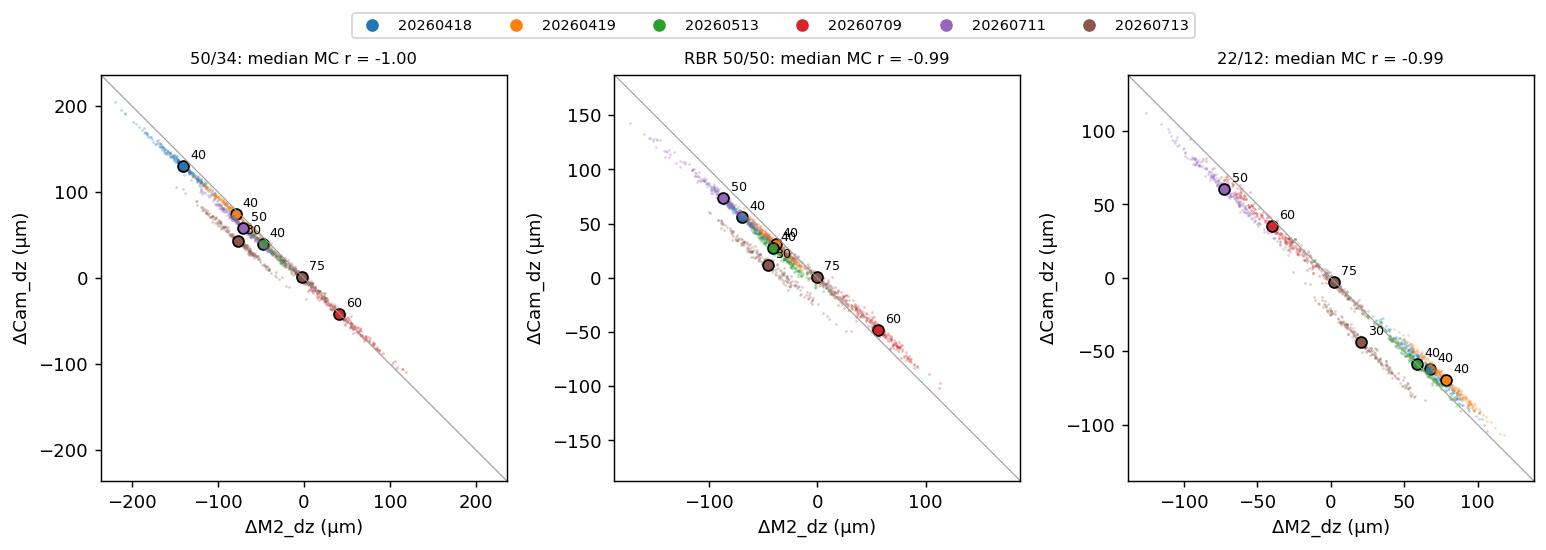 20260418 20260419 20260513 20260709 20260711 20260713
50/34: median MC r = -1.00
RBR 50/50: median MC r = -0.99
22/12: median MC r = -0.99
ΔCam_dz (μm)
200
100
0
−100
−200
40
40
50
30
40
75
60
−200 −100 0 100 200
ΔM2_dz (μm)
ΔCam_dz (μm)
150
100
50
0
−50
−100
−150
50
40
40
40
30
75
60
−100 0 100
ΔM2_dz (μm)
ΔCam_dz (μm)
100
50
0
−50
−100
50
60
75
30
40
40
40
−100 −50 0 50 100
ΔM2_dz (μm)